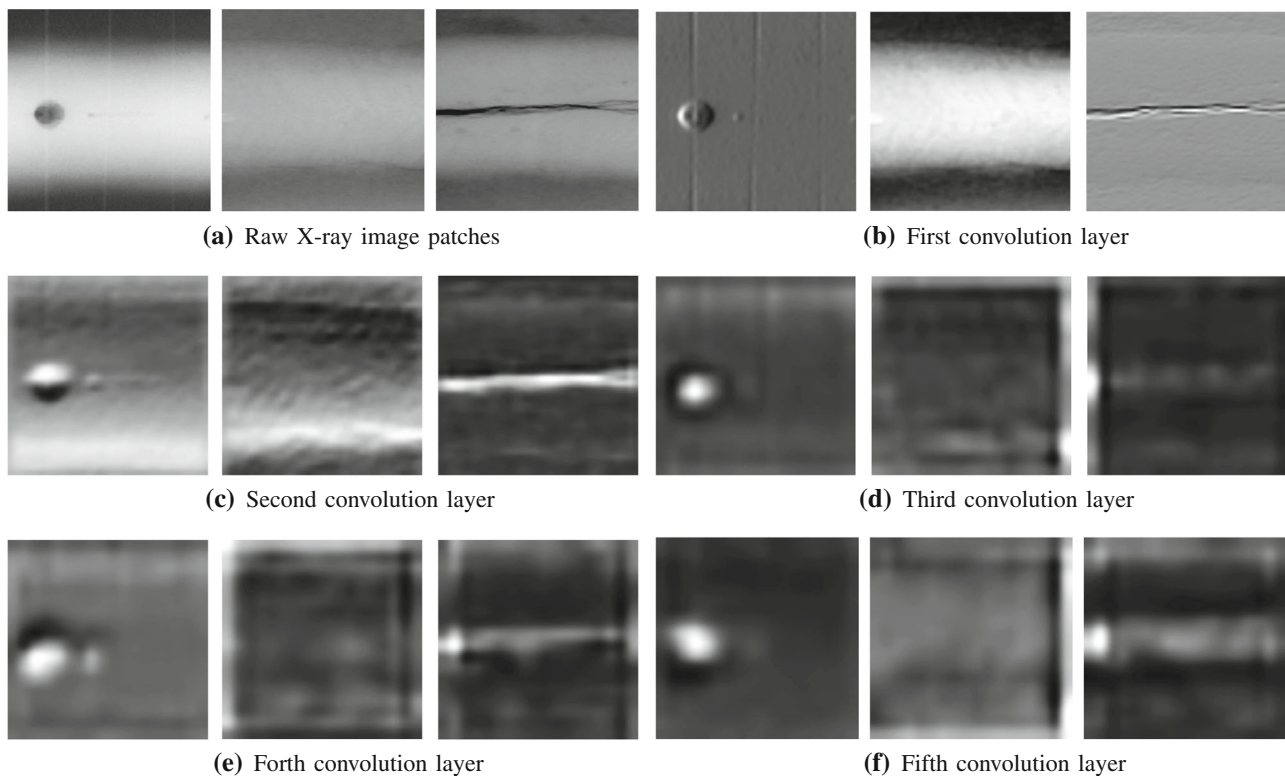 (a) Raw X-ray image patches
(b) First convolution layer
(c) Second convolution layer
(d) Third convolution layer
(e) Forth convolution layer
(f) Fifth convolution layer